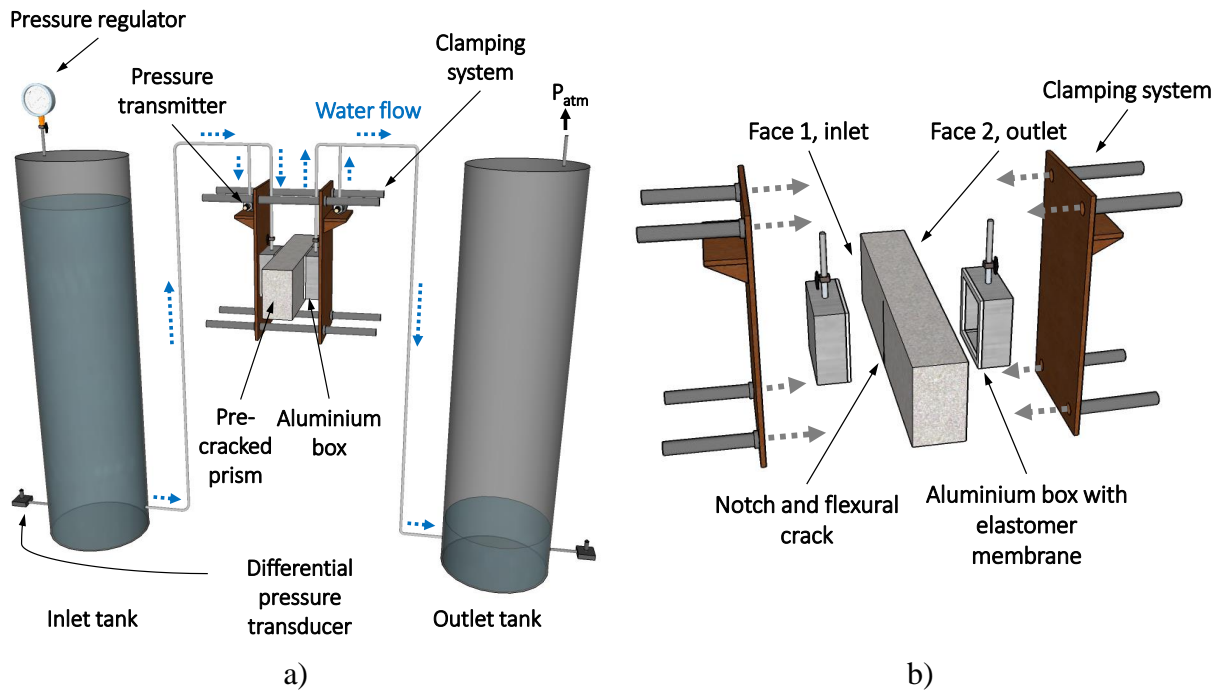 Pressure regulator
Pressure
transmitter
Clamping
system
Water flow
Patm
Pre-
cracked
prism
Aluminium
box
Differential
pressure
transducer
Inlet tank
Outlet tank
a)
Clamping system
Face 1, inlet
Face 2, outlet
Notch and flexural
crack
Aluminium box with
elastomer
membrane
b)